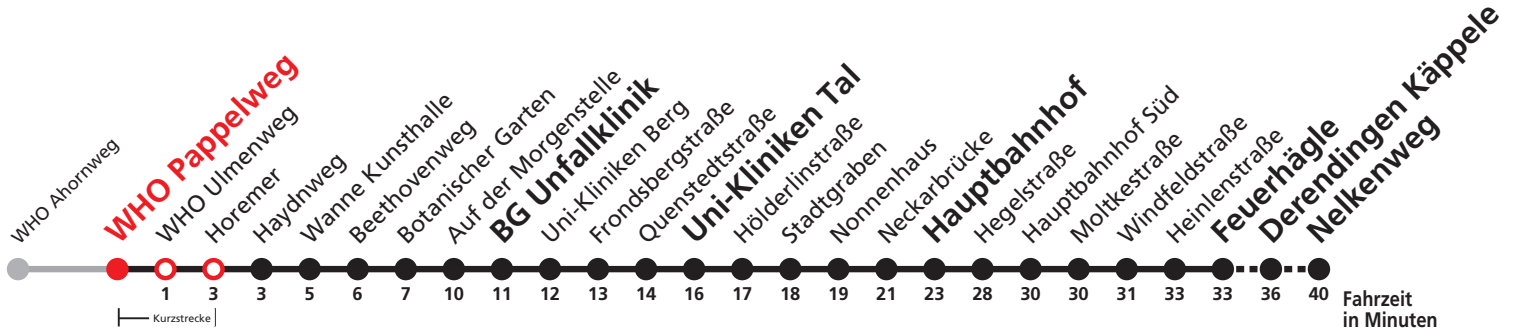 WHO Ahornweg
WHO Pappelweg
WHO Ulmenweg
Horemer
Haydnweg
Wanne Kunsthalle
Beethovenweg
Botanischer Garten
Auf der Morgenstelle
BG Unfallklinik
Uni-Kliniken Berg
Frondsbergstraße
Quenstedtstraße
Uni-Kliniken Tal
Hölderlinstraße
Stadtgraben
Nonnenhaus
Neckarbrücke
Hauptbahnhof
Hegelstraße
Hauptbahnhof Süd
Moltkestraße
Windfeldstraße
Heinlenstraße
Feuerhägle
Derendingen Käppele
Nelkenweg
1 3 3 5 6 7 10 11 12 13 14 16 17 18 19 21 23 28 30 30 31 33 33 36 40
Fahrzeit
in Minuten
Kurzstrecke